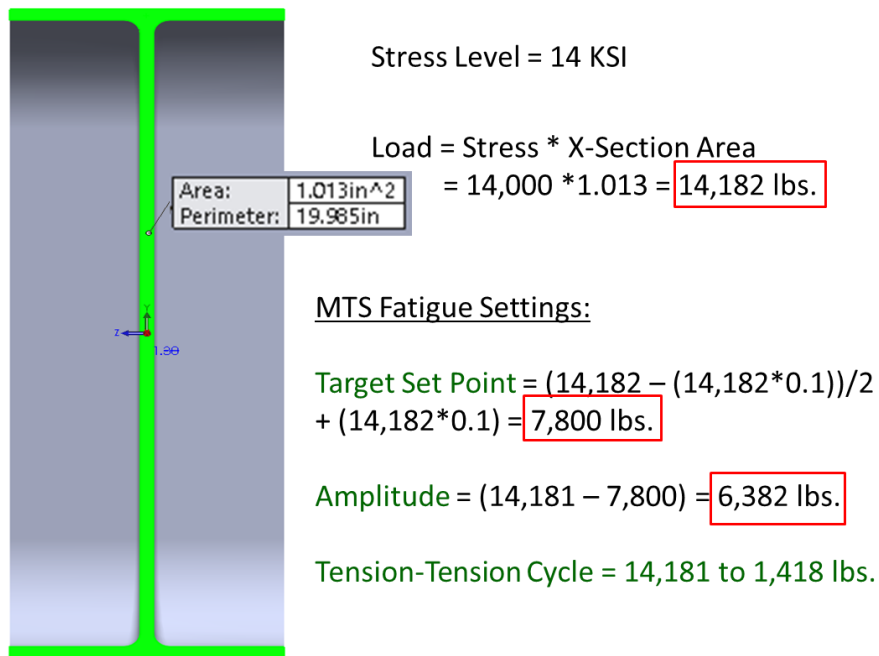 Stress Level = 14 KSI
Load = Stress * X-Section Area
= 14,000 *1.013 = 14,182 lbs.
Area: 1.013in^2
Perimeter: 19.985in
MTS Fatigue Settings:
Y
Z
1.30
Target Set Point = (14,182 – (14,182*0.1))/2
+ (14,182*0.1) = 7,800 lbs.
Amplitude = (14,181 – 7,800) = 6,382 lbs.
Tension-Tension Cycle = 14,181 to 1,418 lbs.